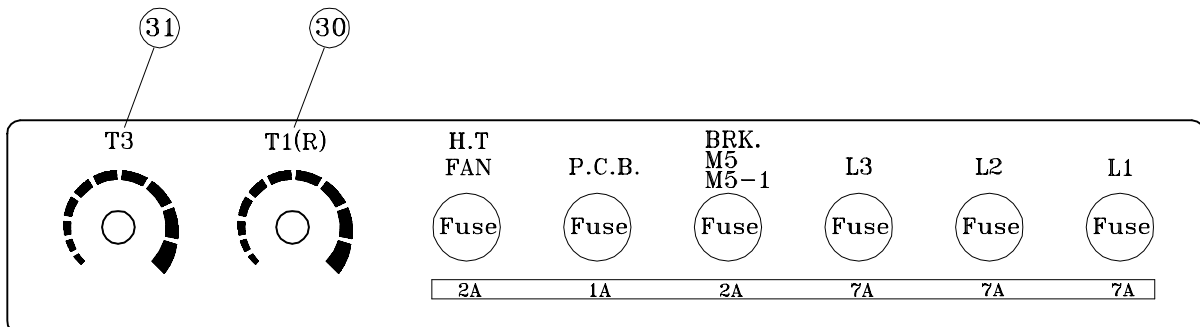 31 30
T3 T1(R) H.T FAN P.C.B. BRK. M5 M5-1 L3 L2 L1
Fuse Fuse Fuse Fuse Fuse Fuse
2A 1A 2A 7A 7A 7A